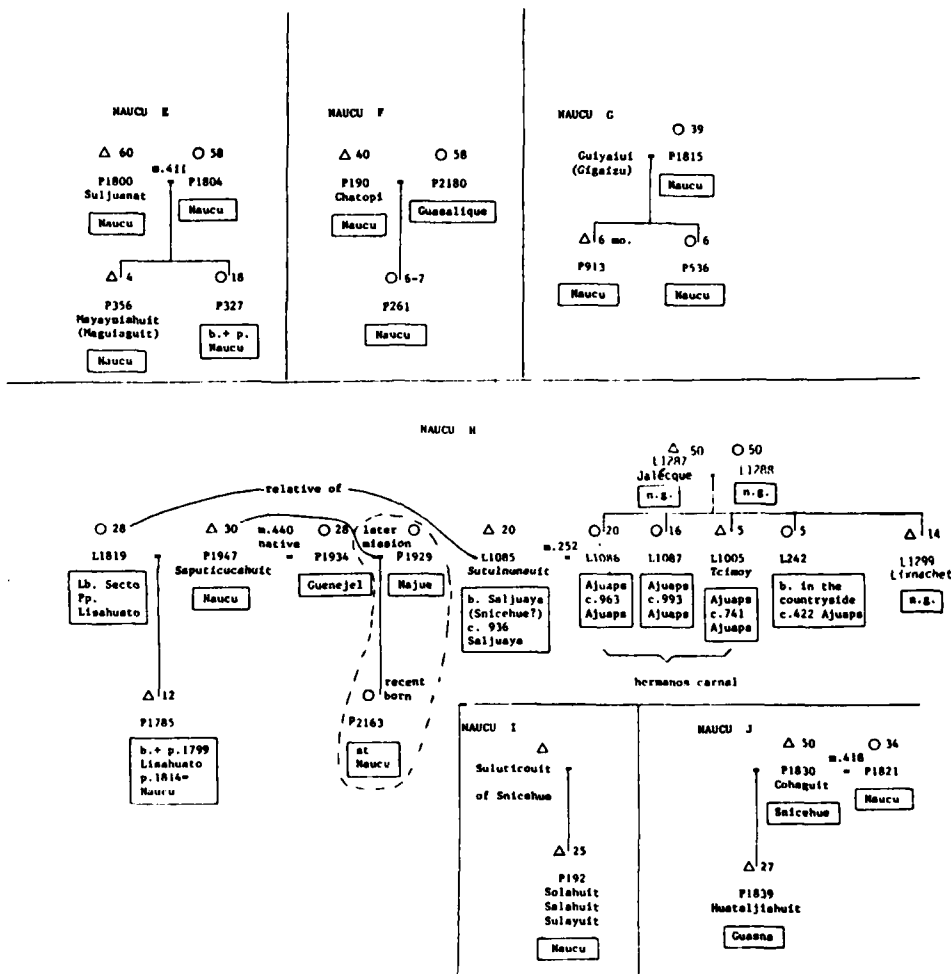 NAUCU E
△ 60
○ 58
m.411
P1800
P1804
Suljuanat
Naucu
Naucu
△ 4
○ 18
P356
P327
Mayaymiahuit
(Maguiaguit)
b.+ p.
Naucu
Naucu
NAUCU F
△ 40
○ 58
P190
P2180
Chatopi
Naucu
Guasalique
○ 6-7
P261
Naucu
NAUCU G
○ 39
Guiyaiui
(Gigaizu)
P1815
Naucu
△ 6 mo.
○ 6
P913
P536
Naucu
Naucu
NAUCU H
relative of
○ 28
L1819
Lb. Secto
Pp.
Lisahuato
△ 30
P1947
Saputicucahuit
Naucu
m.440
native
=
○ 28
P1934
Guenejel
later
mission
○
P1929
Najue
△ 20
L1085
Sutulnunauit
b. Saljuaya
(Snicehue?)
c. 936
Saljuaya
m.252
=
△ 50
○ 50
L1287
L1288
Jalecque
n.g.
n.g.
○ 20
L1086
Ajuaps
c.963
Ajuaps
○ 16
L1087
Ajuaps
c.993
Ajuaps
△ 5
L1005
Tcimoy
Ajuaps
c.741
Ajuaps
○ 5
L242
b. in the
countryside
c.422 Ajuaps
△ 14
L1299
n.g.
hermanos carnal
△ 12
P1785
b.+ p.1799
Lisahuato
p.1814=
Naucu
recent
born
○
P2163
at
Naucu
NAUCU I
△
Suluticouit
of Snicehue
△ 25
P192
Solahuit
Salahuit
Sulayuit
Naucu
NAUCU J
△ 50
○ 34
m.418
P1830
=
P1821
Cohaguit
Snicehue
Naucu
△ 27
P1839
Huataljiahuit
Guasna